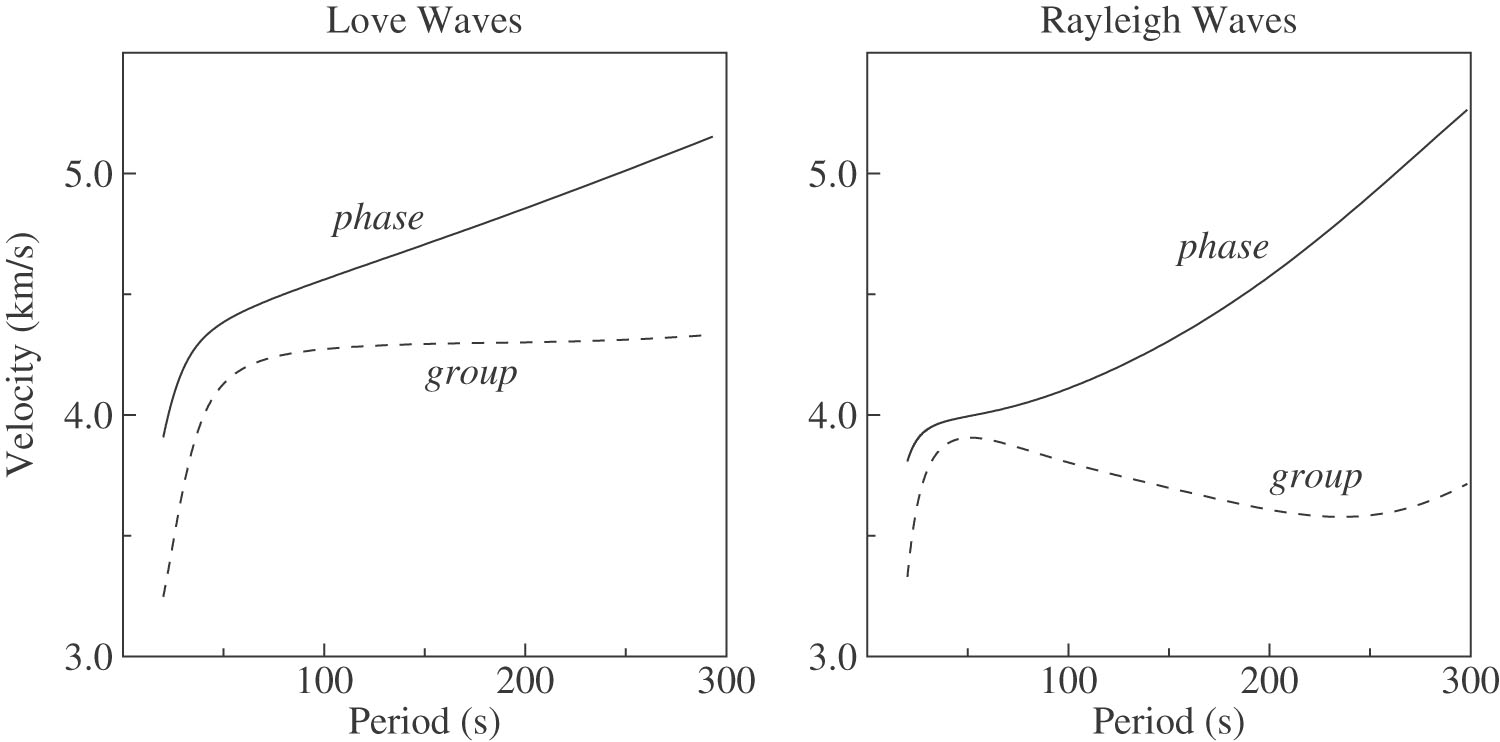 Love Waves
Velocity (km/s)
5.0
4.0
3.0
phase
group
100
200
300
Period (s)
Rayleigh Waves
5.0
4.0
3.0
phase
group
100
200
300
Period (s)